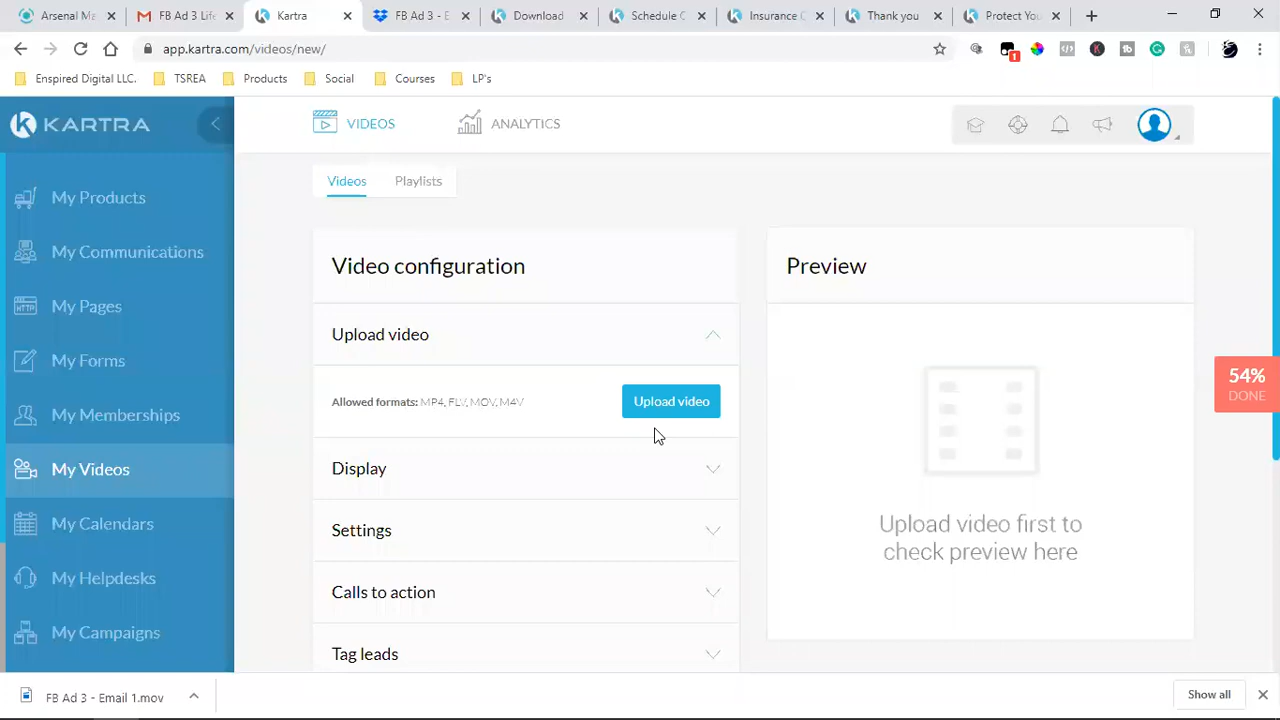 Arsenal Ma
FB Ad 3 Life
Kartra
FB Ad 3 - E
Download
Schedule C
Insurance C
Thank you
Protect You
app.kartra.com/videos/new/
1
Enspired Digital LLC.
TSREA
Products
Social
Courses
LP's
KARTRA
VIDEOS
ANALYTICS
My Products
My Communications
My Pages
My Forms
My Memberships
My Videos
My Calendars
My Helpdesks
My Campaigns
HTTP
Videos
Playlists
Video configuration
Upload video
Allowed formats: MP4, FLV, MOV, M4V
Upload video
Display
Settings
Calls to action
Tag leads
Preview
Upload video first to
check preview here
54%
DONE
FB Ad 3 - Email 1.mov
Show all